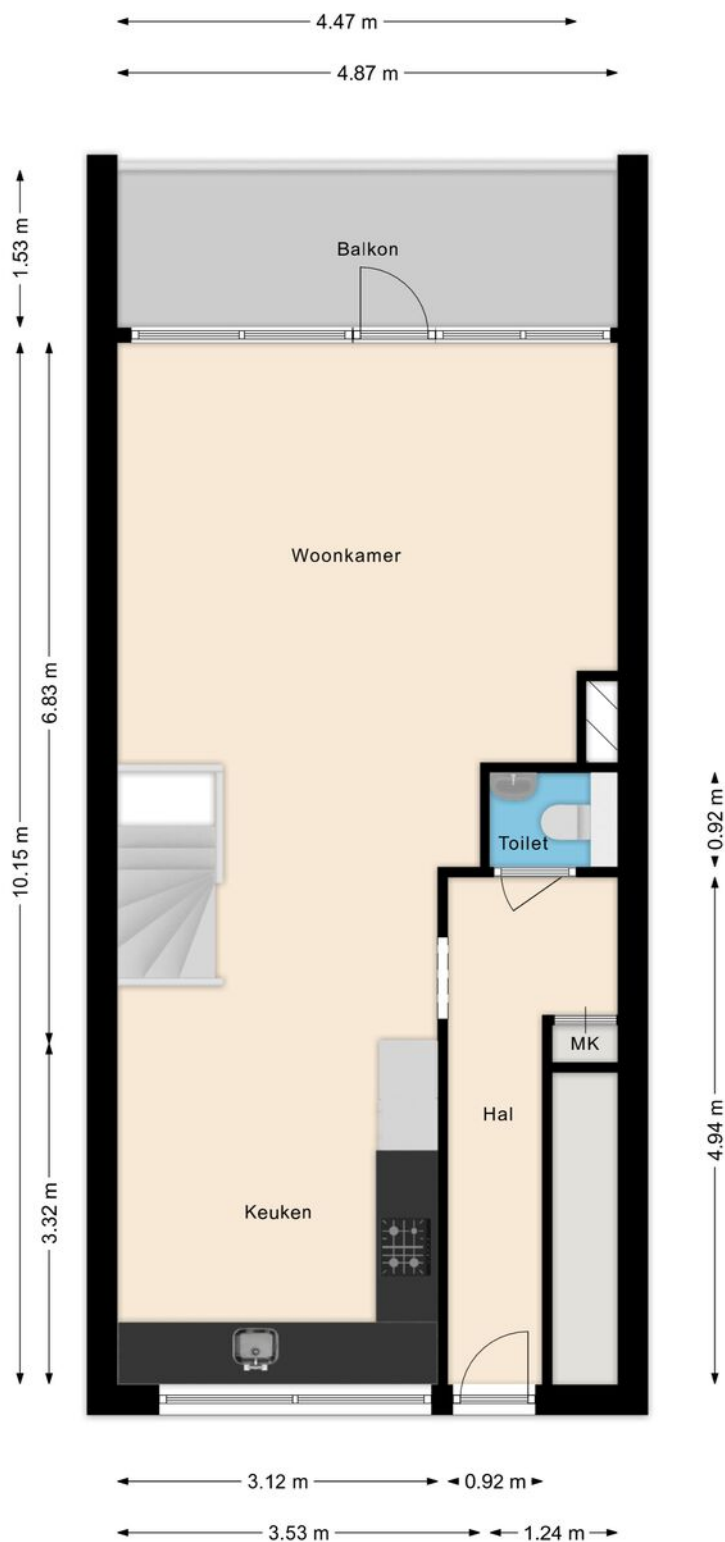 4.47 m
4.87 m
1.53 m
Balkon
Woonkamer
6.83 m
10.15 m
0.92 m
Toilet
MK
Hal
4.94 m
3.32 m
Keuken
3.12 m
0.92 m
3.53 m
1.24 m